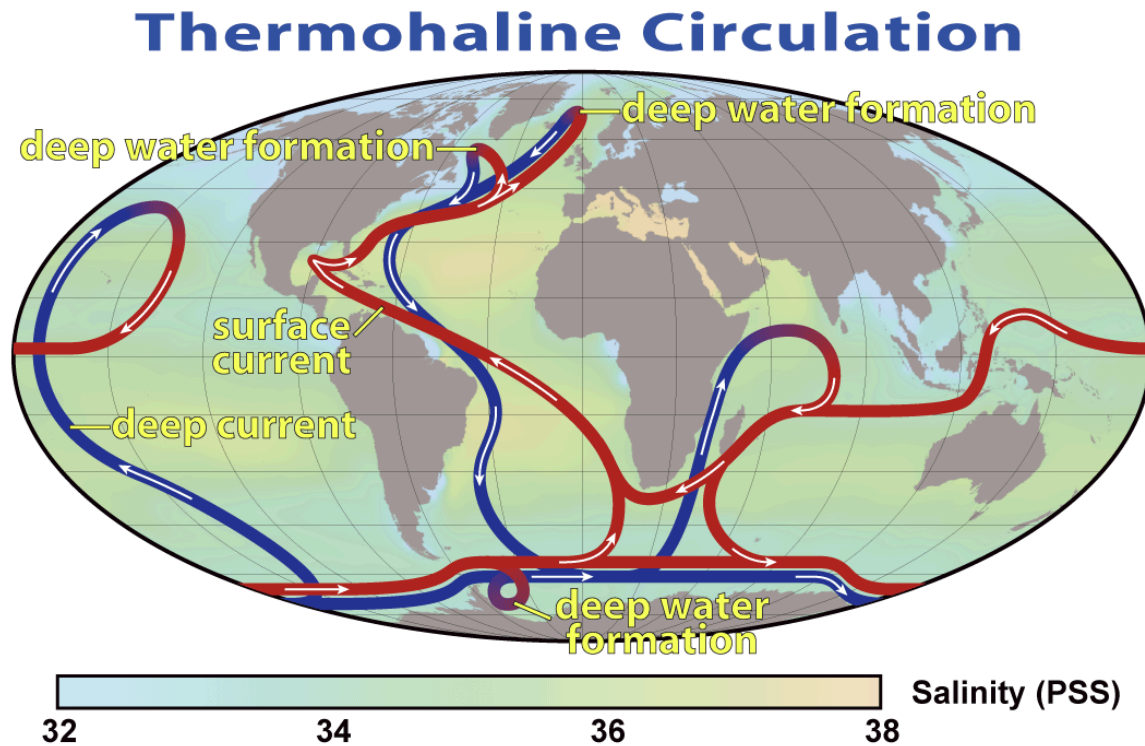 Thermohaline Circulation
deep water formation
deep water formation
surface
current
deep current
deep water
formation
Salinity (PSS)
32
34
36
38